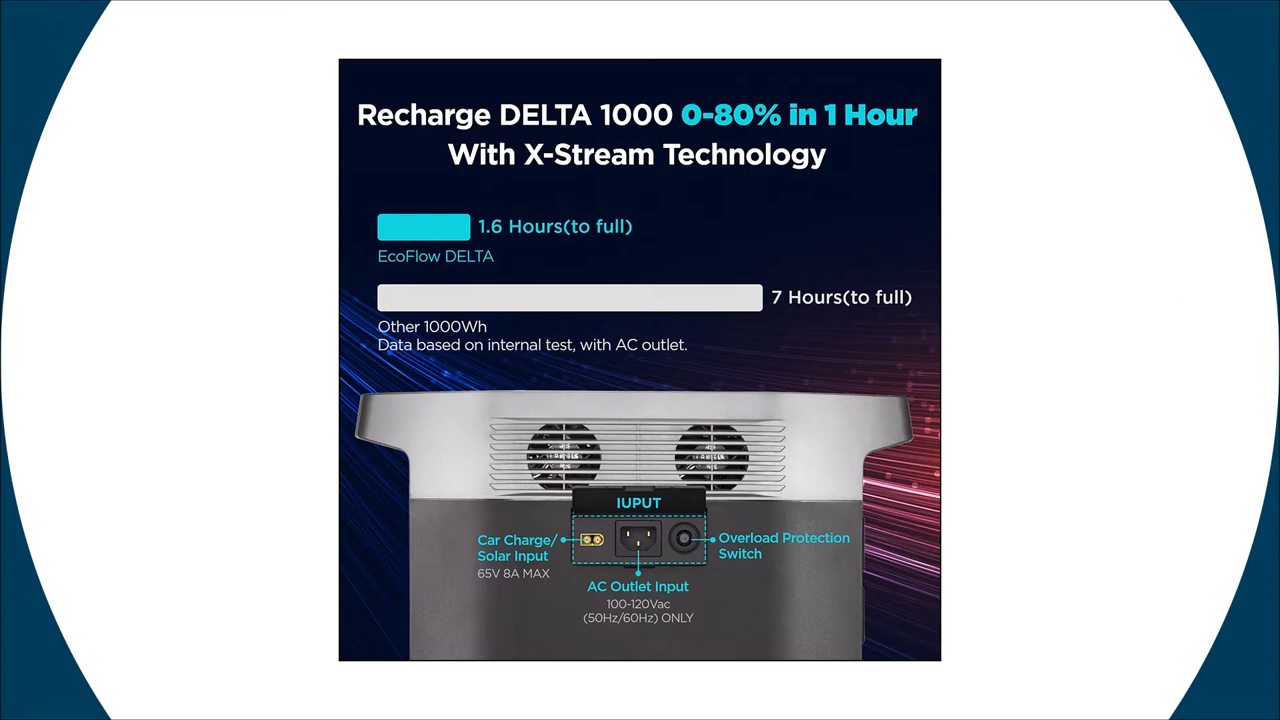 Recharge DELTA 1000 0-80% in 1 Hour
With X-Stream Technology
1.6 Hours(to full)
EcoFlow DELTA
7 Hours(to full)
Other 1000Wh
Data based on internal test, with AC outlet.
IUPUT
Car Charge/
Solar Input
65V 8A MAX
Overload Protection
Switch
AC Outlet Input
100-120Vac
(50Hz/60Hz) ONLY